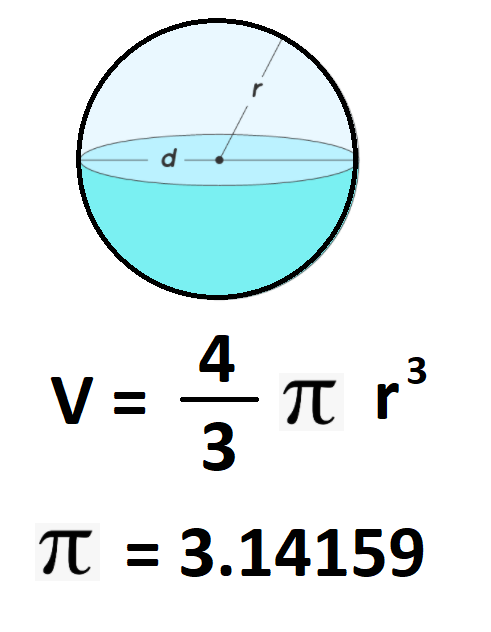 r
d
V = 4/3 π r³
π = 3.14159